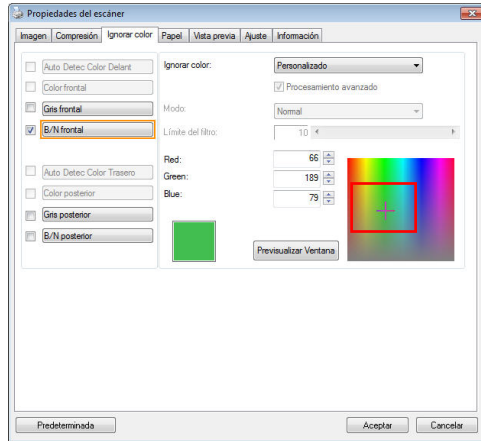 Propiedades del escáner
Imagen Compresión Ignorar color Papel Vista previa Ajuste Información
Auto Detec Color Delant
Color frontal
Gris frontal
B/N frontal
Auto Detec Color Trasero
Color posterior
Gris posterior
B/N posterior
Ignorar color: Personalizado
Procesamiento avanzado
Modo: Normal
Límite del filtro: 10
Red: 66
Green: 189
Blue: 79
Previsualizar Ventana
Predeterminada Aceptar Cancelar